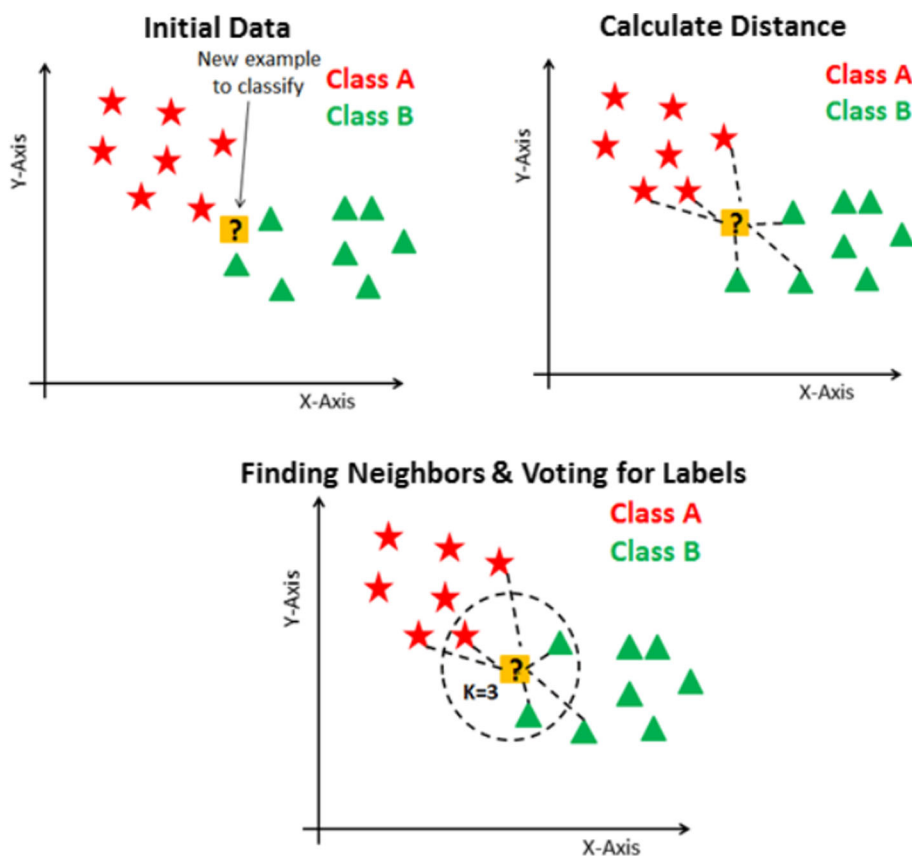 Initial Data
New example
to classify
Class A
Class B
Y-Axis
?
X-Axis
Calculate Distance
Class A
Class B
Y-Axis
?
X-Axis
Finding Neighbors & Voting for Labels
Class A
Class B
Y-Axis
?
K=3
X-Axis